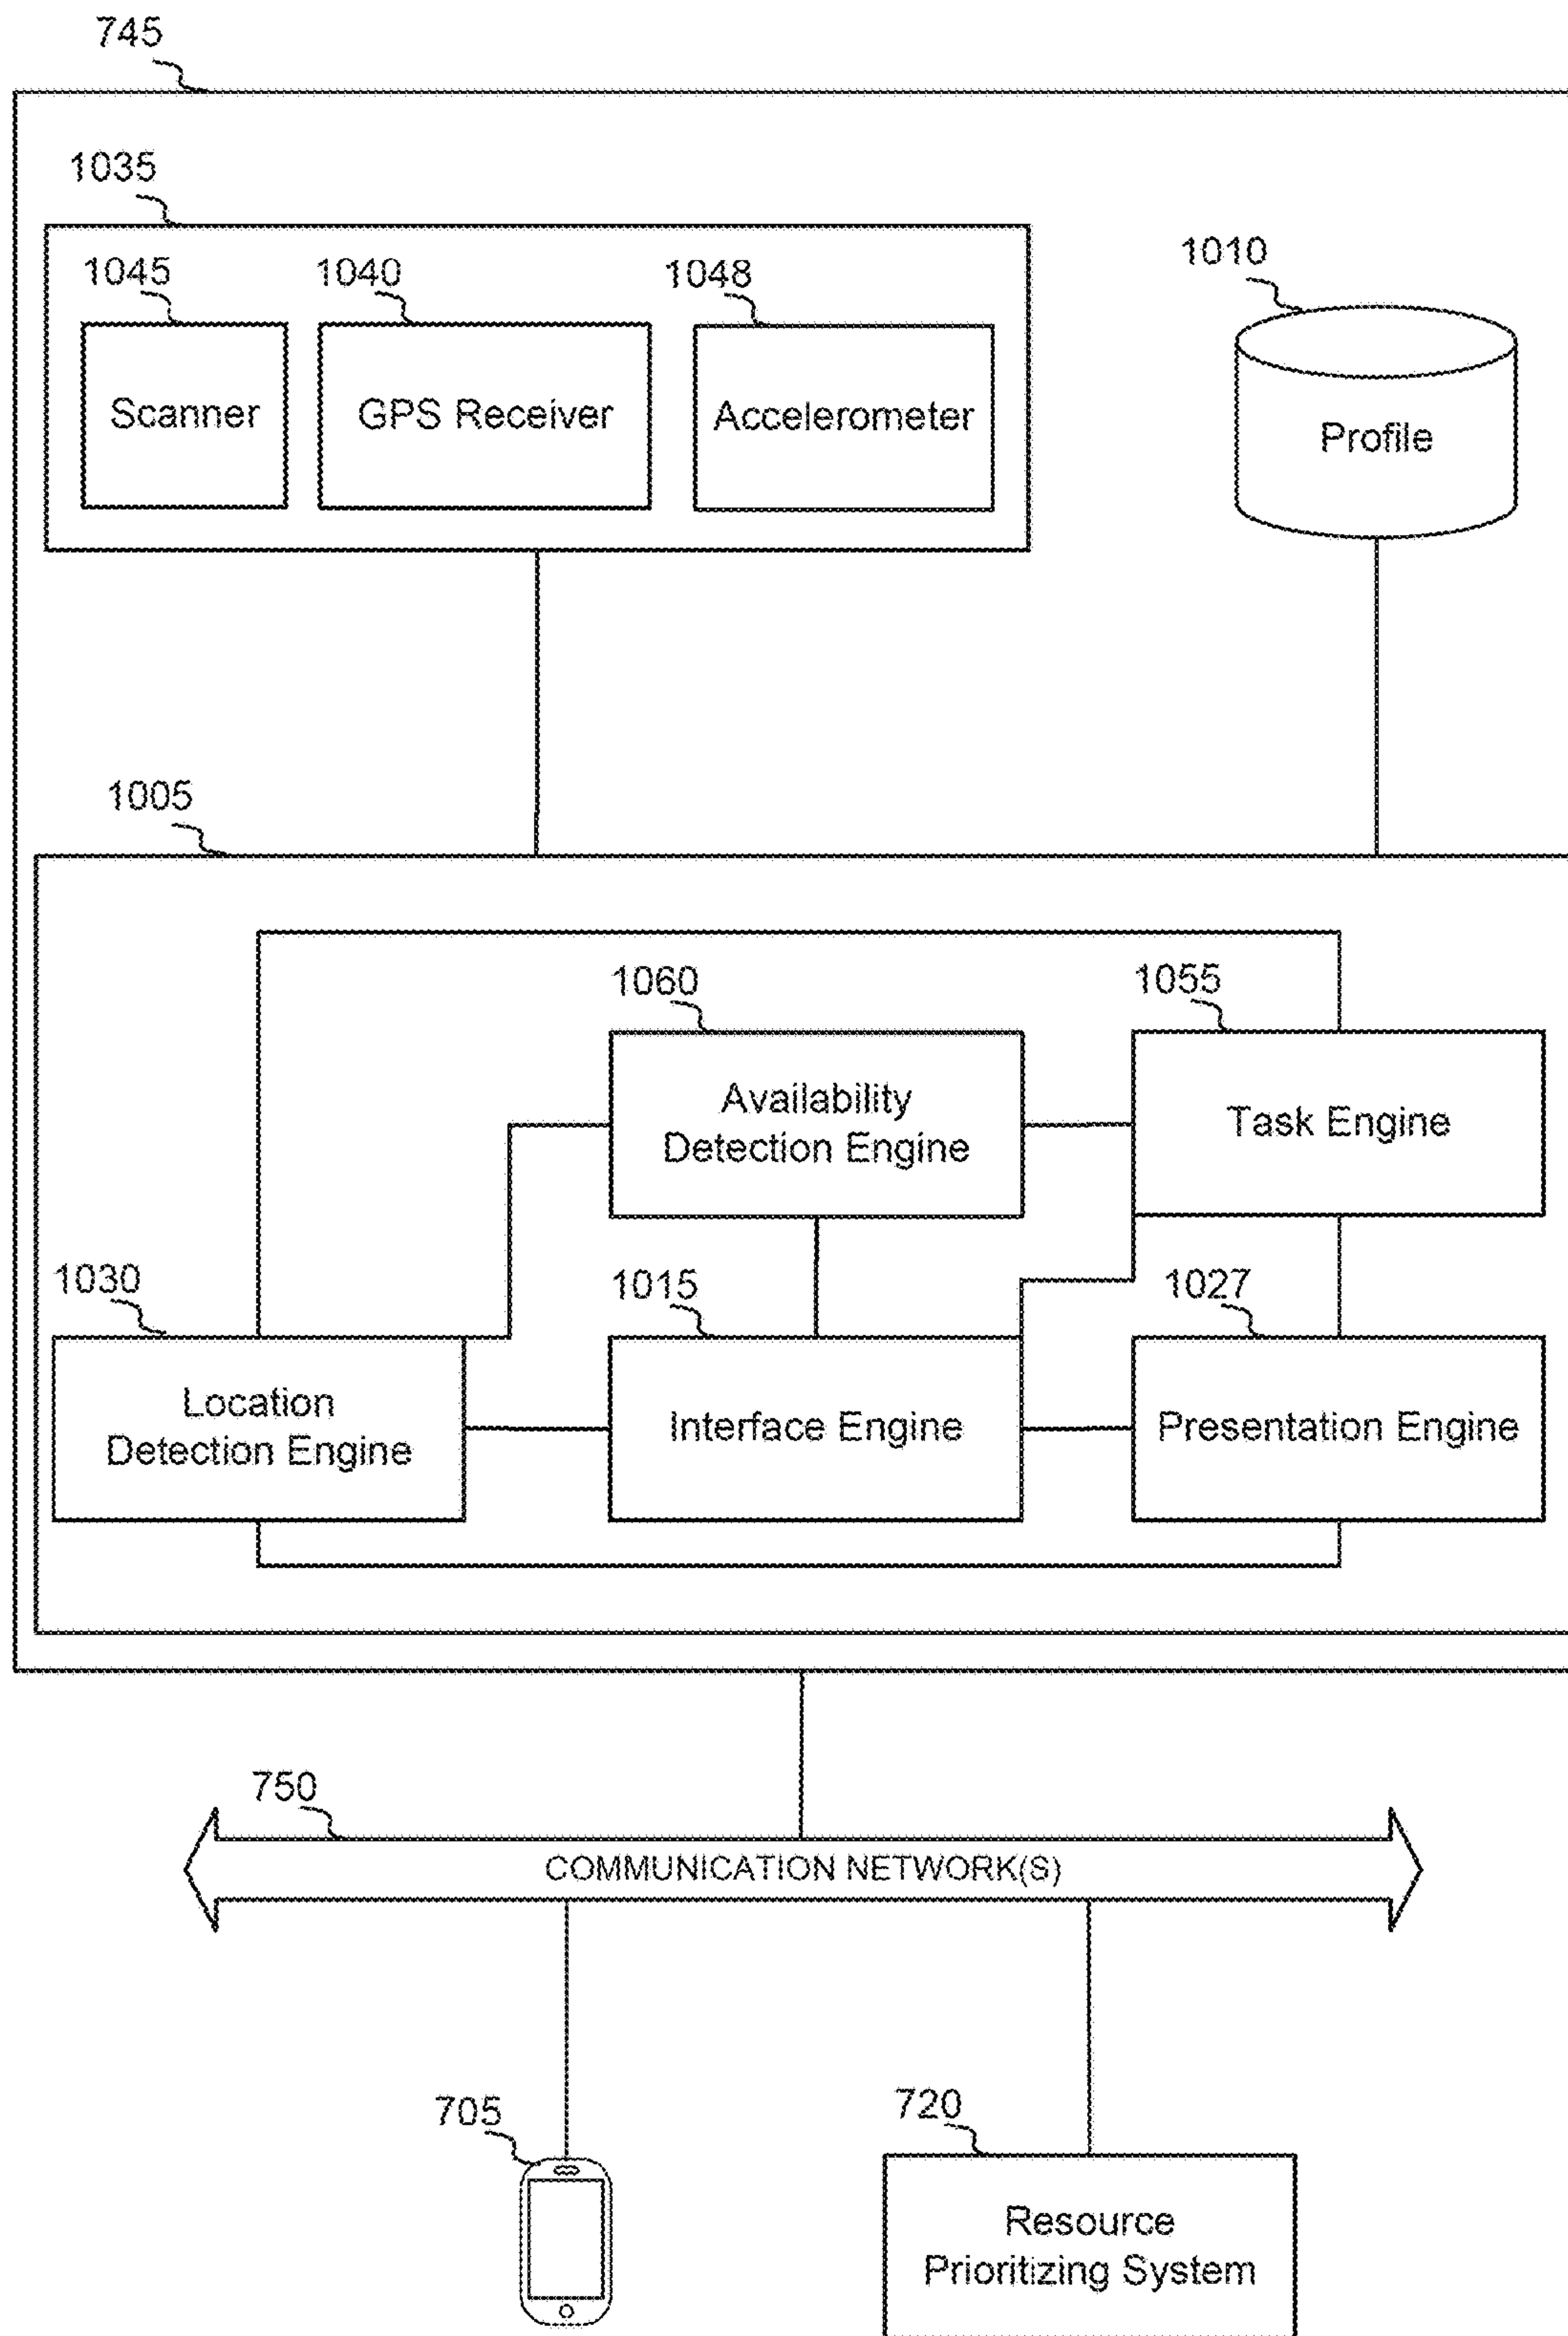 745
1035
1045
1040
1048
1010
Scanner
GPS Receiver
Accelerometer
Profile
1005
1060
1055
Availability
Detection Engine
Task Engine
1030
1015
1027
Location
Detection Engine
Interface Engine
Presentation Engine
750
COMMUNICATION NETWORK(S)
705
720
Resource
Prioritizing System